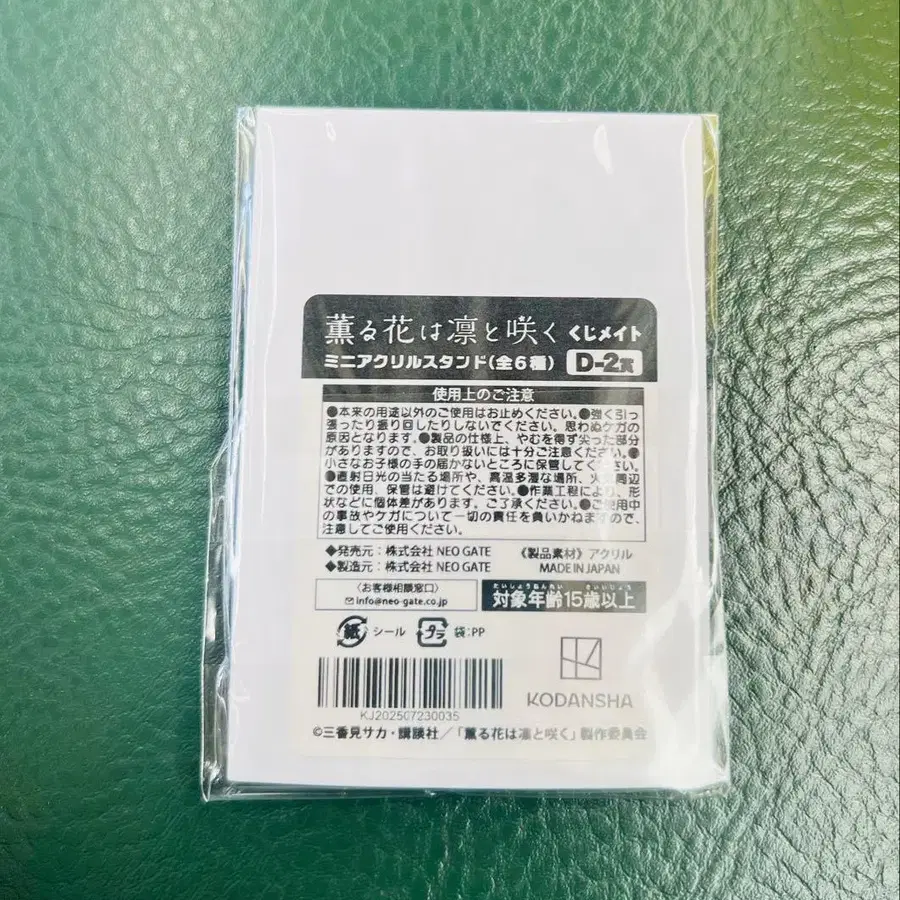 薫る花は凛と咲く くじメイト
ミニアクリルスタンド(全6種) D-2賞
使用上のご注意
●本来の用途以外のご使用はお止めください。●強く引っ
張ったり振り回したりしないでください。思わぬケガの
原因となります。●製品の仕様上、やむを得ず尖った部分
がありますので、お取り扱いには十分ご注意ください。●
小さなお子様の手の届かないところに保管してください。
●直射日光の当たる場所や、高温多湿な場所、火気周辺
での使用、保管は避けてください。●作業工程により、形
状などに個体差があります。ご了承ください。●ご使用中
の事故やケガについて一切の責任を負いかねますので、
注意してご使用ください。
◆発売元:株式会社 NEO GATE 《製品素材》アクリル
◆製造元:株式会社 NEO GATE MADE IN JAPAN
〈お客様相談窓口〉
✉info@neo-gate.co.jp
たいしょうねんれい さいいじょう
対象年齢15歳以上
紙 シール プラ 袋:PP
KODANSHA
KJ202507230035
©三香見サカ・講談社/「薫る花は凛と咲く」製作委員会